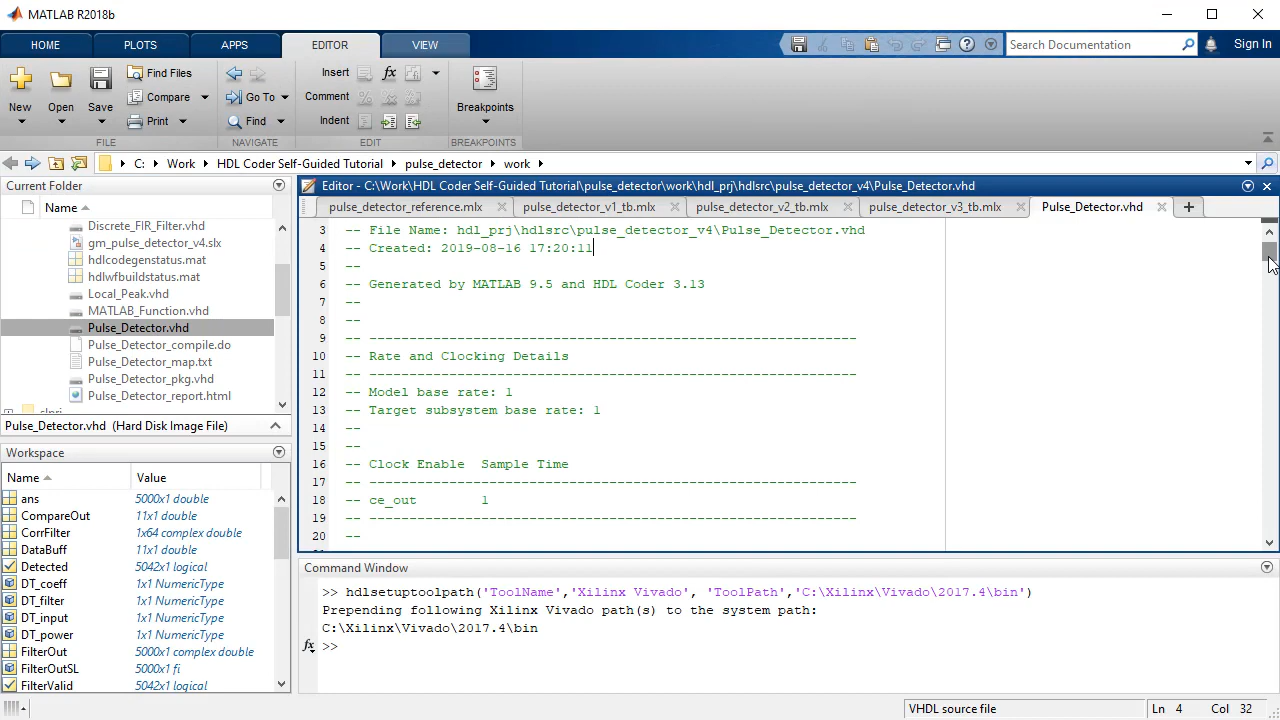 MATLAB R2018b
HOME PLOTS APPS EDITOR VIEW
Search Documentation
Sign In
New Open Save
Find Files
Compare
Print
FILE
Go To
Find
NAVIGATE
Insert
fx
Comment
Indent
EDIT
Breakpoints
BREAKPOINTS
C: Work HDL Coder Self-Guided Tutorial pulse_detector work
Current Folder
Name
Discrete_FIR_Filter.vhd
gm_pulse_detector_v4.slx
hdlcodegenstatus.mat
hdlwfbuildstatus.mat
Local_Peak.vhd
MATLAB_Function.vhd
Pulse_Detector.vhd
Pulse_Detector_compile.do
Pulse_Detector_map.txt
Pulse_Detector_pkg.vhd
Pulse_Detector_report.html
Pulse_Detector.vhd (Hard Disk Image File)
Workspace
Name Value
ans 5000x1 double
CompareOut 11x1 double
CorrFilter 1x64 complex double
DataBuff 11x1 double
Detected 5042x1 logical
DT_coeff 1x1 NumericType
DT_filter 1x1 NumericType
DT_input 1x1 NumericType
DT_power 1x1 NumericType
FilterOut 5000x1 complex double
FilterOutSL 5000x1 fi
FilterValid 5042x1 logical
Editor - C:\Work\HDL Coder Self-Guided Tutorial\pulse_detector\work\hdl_prj\hdlsrc\pulse_detector_v4\Pulse_Detector.vhd
pulse_detector_reference.mlx pulse_detector_v1_tb.mlx pulse_detector_v2_tb.mlx pulse_detector_v3_tb.mlx Pulse_Detector.vhd
3 -- File Name: hdl_prj\hdlsrc\pulse_detector_v4\Pulse_Detector.vhd
4 -- Created: 2019-08-16 17:20:11
5 --
6 -- Generated by MATLAB 9.5 and HDL Coder 3.13
7 --
8 --
9 -- -------------------------------------------------------------
10 -- Rate and Clocking Details
11 -- -------------------------------------------------------------
12 -- Model base rate: 1
13 -- Target subsystem base rate: 1
14 --
15 --
16 -- Clock Enable  Sample Time
17 -- -------------------------------------------------------------
18 -- ce_out        1
19 -- -------------------------------------------------------------
20 --
Command Window
>> hdlsetuptoolpath('ToolName','Xilinx Vivado', 'ToolPath','C:\Xilinx\Vivado\2017.4\bin')
Prepending following Xilinx Vivado path(s) to the system path:
C:\Xilinx\Vivado\2017.4\bin
fx >>
VHDL source file
Ln 4 Col 32